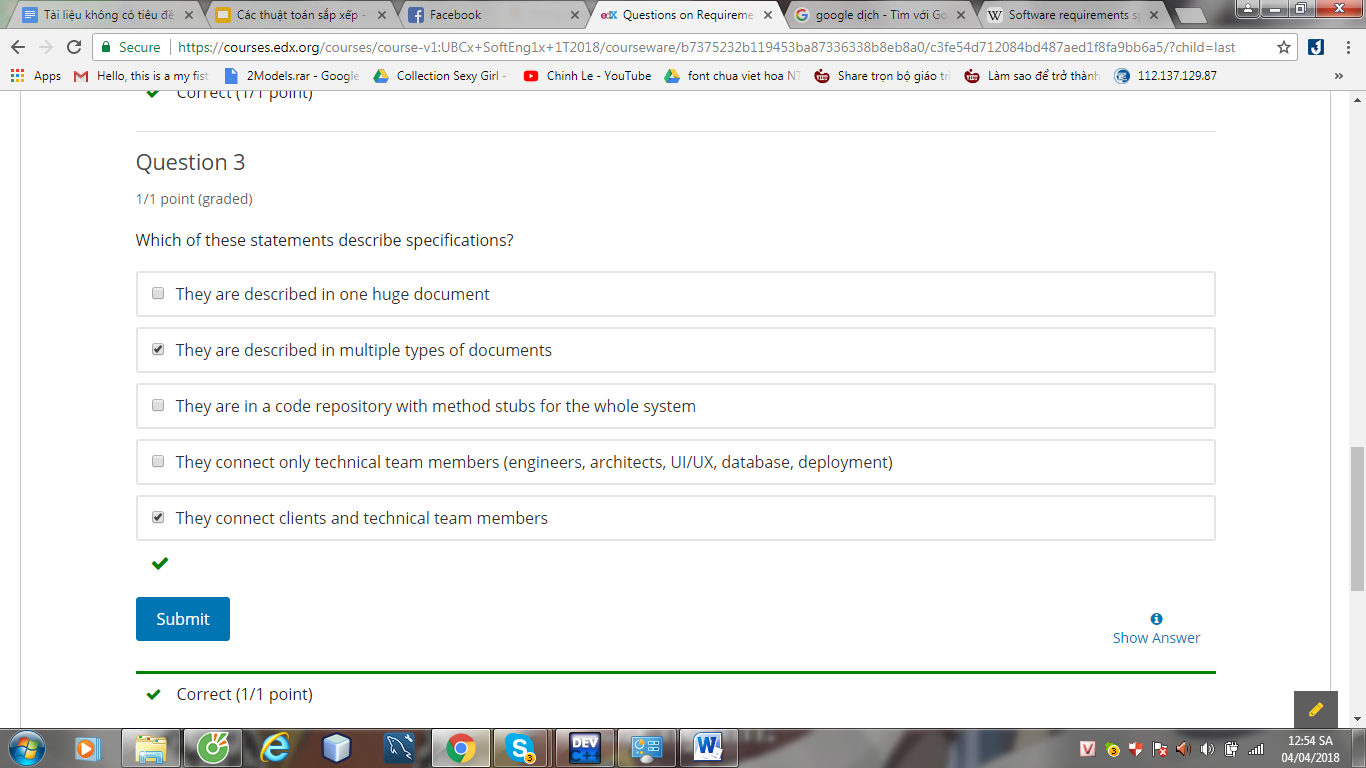 Tài liệu không có tiêu đề
Các thuật toán sắp xếp -
Facebook
Questions on Requireme
google dịch - Tìm với Go
Software requirements sp
Secure https://courses.edx.org/courses/course-v1:UBCx+SoftEng1x+1T2018/courseware/b7375232b119453ba87336338b8eb8a0/c3fe54d712084bd487aed1f8fa9bb6a5/?child=last
Apps Hello, this is a my fist 2Models.rar - Google Collection Sexy Girl - Chinh Le - YouTube font chua viet hoa NT Share trọn bộ giáo trì Làm sao để trở thành 112.137.129.87 »
Correct (1/1 point)
Question 3
1/1 point (graded)
Which of these statements describe specifications?
They are described in one huge document
They are described in multiple types of documents
They are in a code repository with method stubs for the whole system
They connect only technical team members (engineers, architects, UI/UX, database, deployment)
They connect clients and technical team members
Submit
Show Answer
Correct (1/1 point)
12:54 SA
04/04/2018